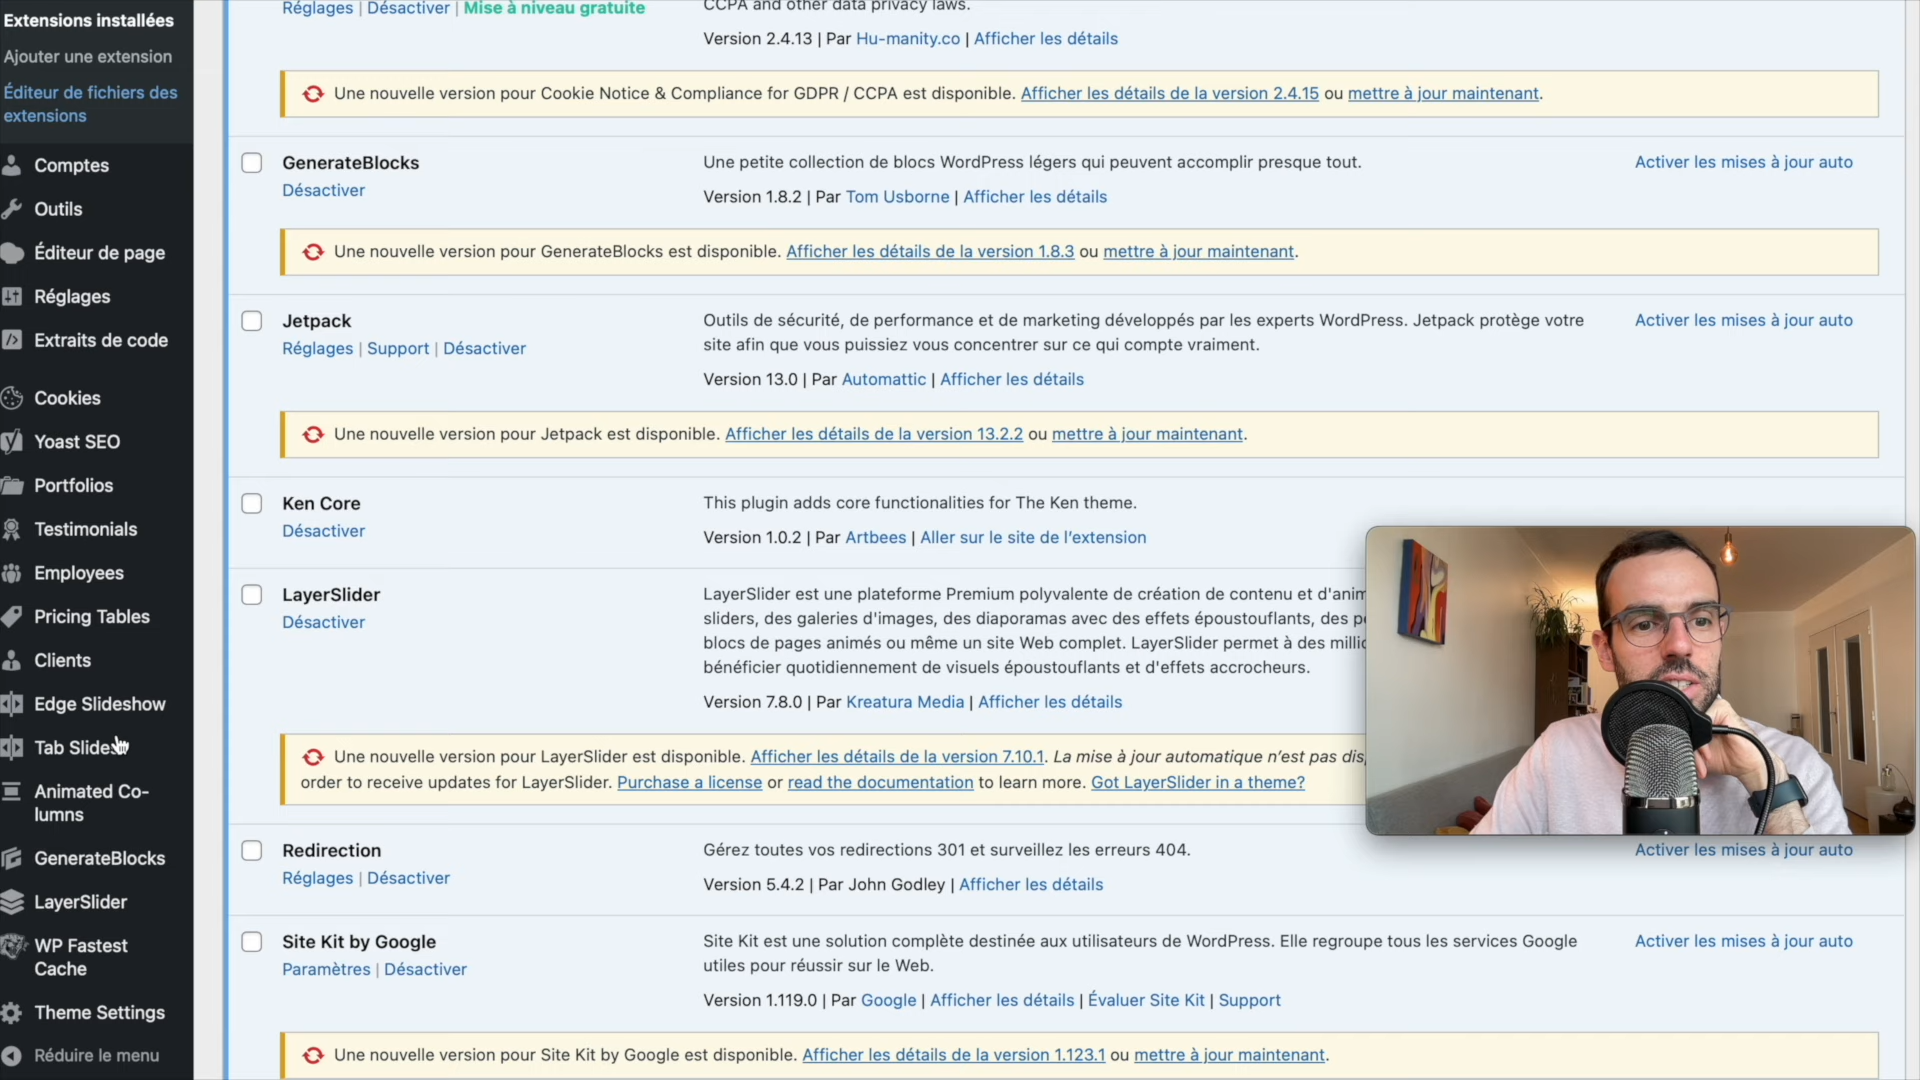 Extensions installées
Ajouter une extension
Éditeur de fichiers des
extensions
Comptes
Outils
Éditeur de page
Réglages
Extraits de code
Cookies
Yoast SEO
Portfolios
Testimonials
Employees
Pricing Tables
Clients
Edge Slideshow
Animated Co-
lumns
GenerateBlocks
LayerSlider
WP Fastest
Cache
Theme Settings
Réduire le menu
Réglages | Désactiver | Mise à niveau gratuite
CCPA and other data privacy laws.
Version 2.4.13 | Par Hu-manity.co | Afficher les détails
Une nouvelle version pour Cookie Notice & Compliance for GDPR / CCPA est disponible. Afficher les détails de la version 2.4.15 ou mettre à jour maintenant.
GenerateBlocks
Désactiver
Une petite collection de blocs WordPress légers qui peuvent accomplir presque tout.
Version 1.8.2 | Par Tom Usborne | Afficher les détails
Activer les mises à jour auto
Une nouvelle version pour GenerateBlocks est disponible. Afficher les détails de la version 1.8.3 ou mettre à jour maintenant.
Jetpack
Réglages | Support | Désactiver
Outils de sécurité, de performance et de marketing développés par les experts WordPress. Jetpack protège votre
site afin que vous puissiez vous concentrer sur ce qui compte vraiment.
Version 13.0 | Par Automattic | Afficher les détails
Activer les mises à jour auto
Une nouvelle version pour Jetpack est disponible. Afficher les détails de la version 13.2.2 ou mettre à jour maintenant.
Ken Core
Désactiver
This plugin adds core functionalities for The Ken theme.
Version 1.0.2 | Par Artbees | Aller sur le site de l'extension
LayerSlider
Désactiver
LayerSlider est une plateforme Premium polyvalente de création de contenu et d'anim
sliders, des galeries d'images, des diaporamas avec des effets époustouflants, des p
blocs de pages animés ou même un site Web complet. LayerSlider permet à des millic
bénéficier quotidiennement de visuels époustouflants et d'effets accrocheurs.
Version 7.8.0 | Par Kreatura Media | Afficher les détails
Une nouvelle version pour LayerSlider est disponible. Afficher les détails de la version 7.10.1. La mise à jour automatique n'est pas dis
order to receive updates for LayerSlider. Purchase a license or read the documentation to learn more. Got LayerSlider in a theme?
Redirection
Réglages | Désactiver
Gérez toutes vos redirections 301 et surveillez les erreurs 404.
Version 5.4.2 | Par John Godley | Afficher les détails
Activer les mises à jour auto
Site Kit by Google
Paramètres | Désactiver
Site Kit est une solution complète destinée aux utilisateurs de WordPress. Elle regroupe tous les services Google
utiles pour réussir sur le Web.
Version 1.119.0 | Par Google | Afficher les détails | Évaluer Site Kit | Support
Activer les mises à jour auto
Une nouvelle version pour Site Kit by Google est disponible. Afficher les détails de la version 1.123.1 ou mettre à jour maintenant.